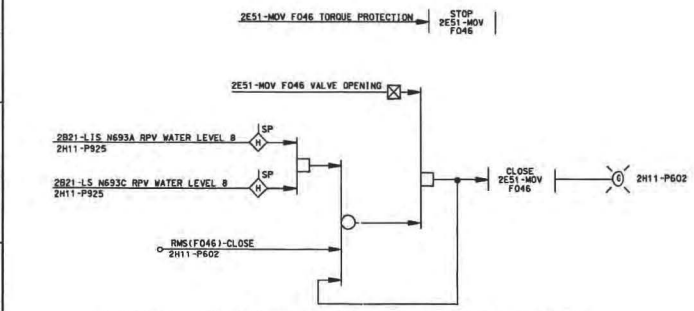 2E51-MOV F046 TORQUE PROTECTION
STOP
2E51-MOV
F046
2E51-MOV F046 VALVE OPENING
SP
2B21-LIS N693A RPV WATER LEVEL 8
H
2H11-P925
SP
2B21-LS N693C RPV WATER LEVEL 8
H
2H11-P925
CLOSE
2E51-MOV
F046
G
2H11-P602
RMS(F046)-CLOSE
2H11-P602